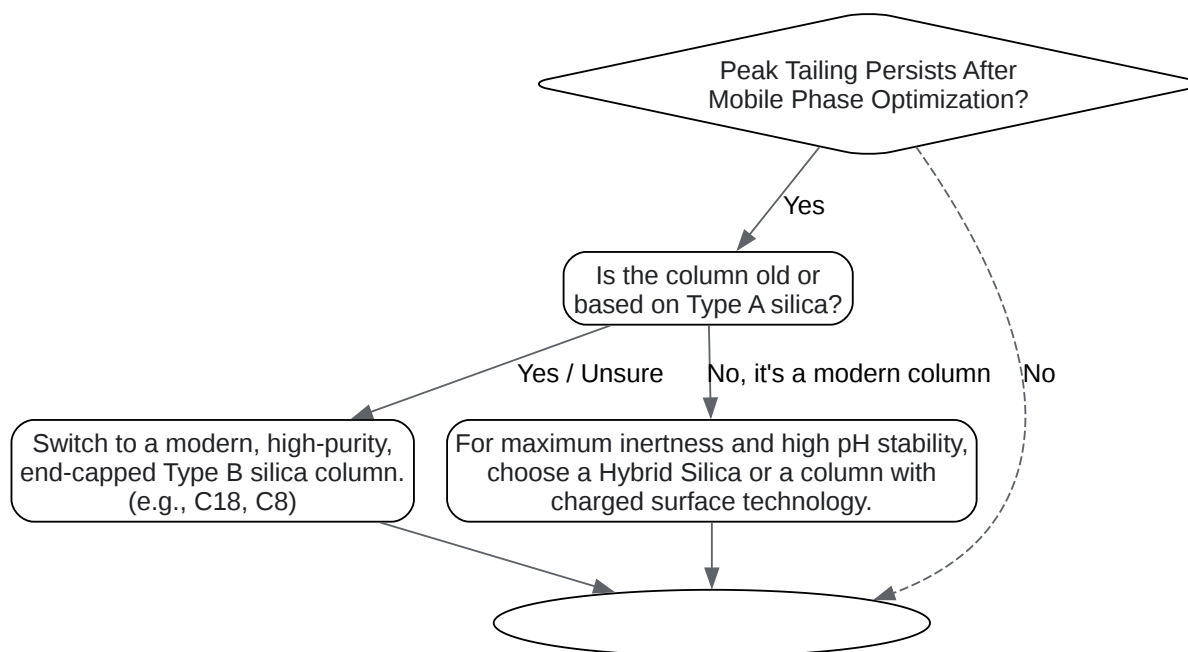 Peak Tailing Persists After
Mobile Phase Optimization?
Yes
Is the column old or
based on Type A silica?
Yes / Unsure
No, it's a modern column
No
Switch to a modern, high-purity,
end-capped Type B silica column.
(e.g., C18, C8)
For maximum inertness and high pH stability,
choose a Hybrid Silica or a column with
charged surface technology.